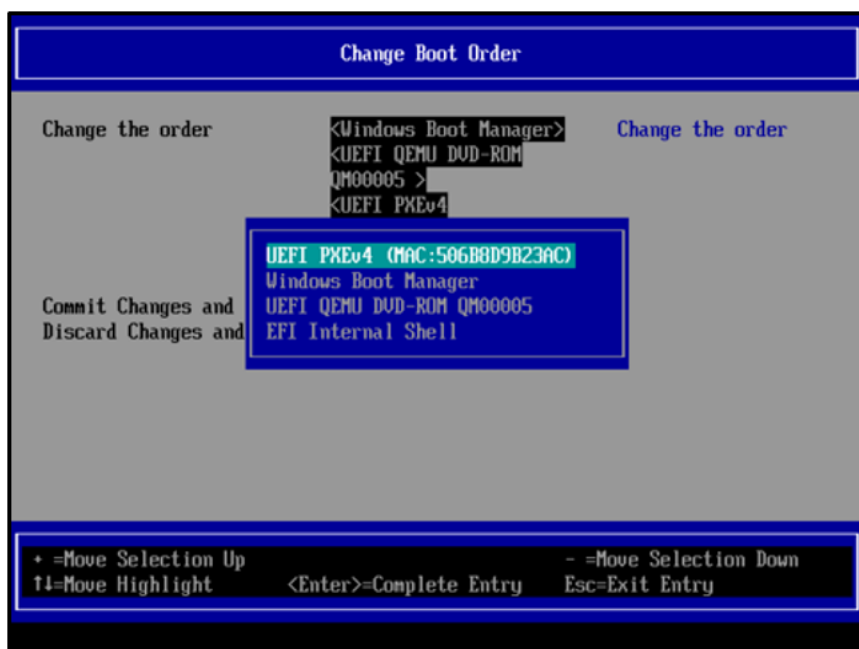 Change Boot Order
Change the order <Windows Boot Manager> Change the order
<UEFI QEMU DVD-ROM
QM00005 >
<UEFI PXEv4
UEFI PXEv4 (MAC:506B8D9B23AC)
Windows Boot Manager
Commit Changes and UEFI QEMU DVD-ROM QM00005
Discard Changes and EFI Internal Shell
+ =Move Selection Up - =Move Selection Down
↑↓=Move Highlight <Enter>=Complete Entry Esc=Exit Entry